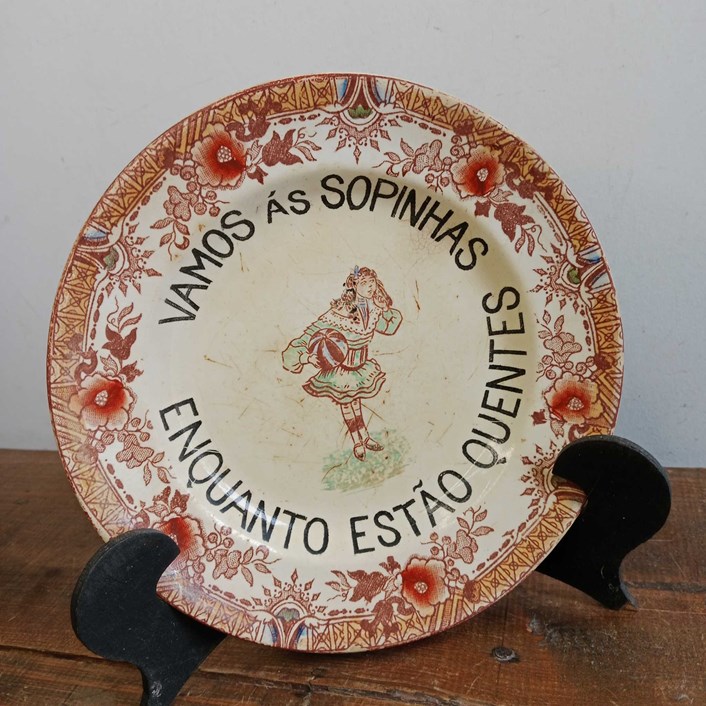 VAMOS ÁS SOPINHAS
ENQUANTO ESTÃO QUENTES